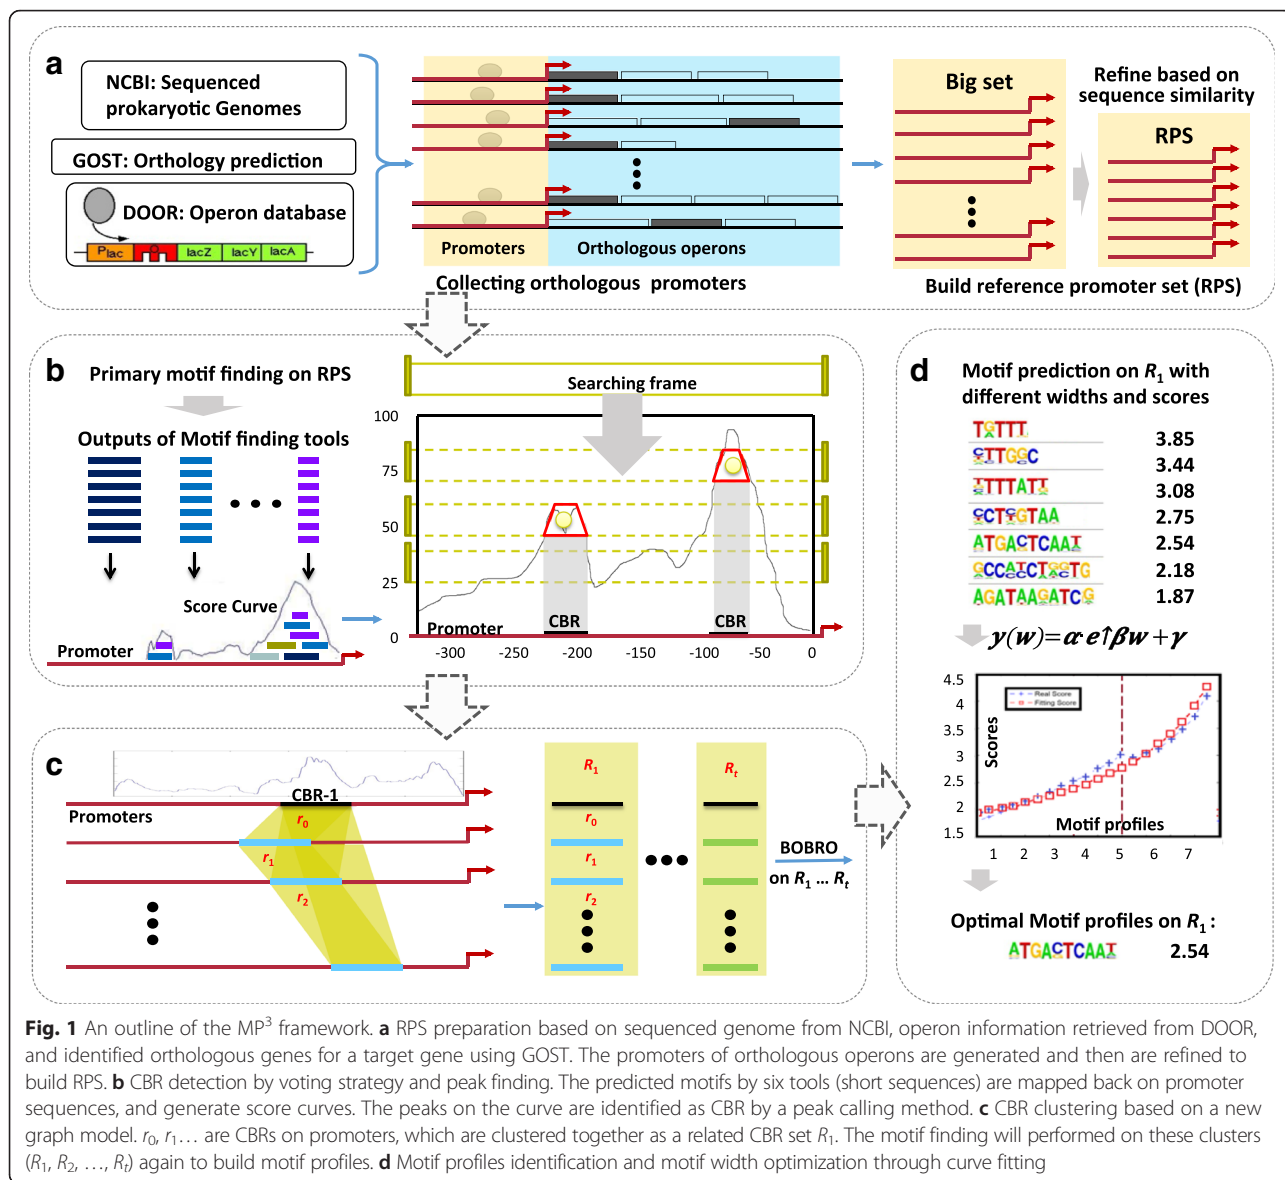 a
NCBI: Sequenced
prokaryotic Genomes
GOST: Orthology prediction
DOOR: Operon database
Plac
O
lacZ
lacY
lacA
Promoters
Orthologous operons
Collecting orthologous promoters
Big set
Refine based on
sequence similarity
RPS
Build reference promoter set (RPS)
b
Primary motif finding on RPS
Outputs of Motif finding tools
Score Curve
Promoter
Searching frame
100
75
50
25
0
CBR
CBR
Promoter
-300
-200
-150
-100
-50
0
c
CBR-1
Promoters
r0
r1
r2
R1
Rt
r0
r1
r2
BOBRO
on R1 ... Rt
d
Motif prediction on R1 with
different widths and scores
TGTTT
3.85
CTTGGC
3.44
TTTTATT
3.08
CCTCGTAA
2.75
ATGACTCAAT
2.54
GCCATCTAGTG
2.18
AGATAAGATCG
1.87
y(w)=α·e↑βw+γ
4.5
4
3.5
3
2.5
2
1.5
Scores
Real Score
Fitting Score
Motif profiles
1
2
3
4
5
6
7
Optimal Motif profiles on R1 :
ATGACTCAAT
2.54
Fig. 1 An outline of the MP³ framework. a RPS preparation based on sequenced genome from NCBI, operon information retrieved from DOOR,
and identified orthologous genes for a target gene using GOST. The promoters of orthologous operons are generated and then are refined to
build RPS. b CBR detection by voting strategy and peak finding. The predicted motifs by six tools (short sequences) are mapped back on promoter
sequences, and generate score curves. The peaks on the curve are identified as CBR by a peak calling method. c CBR clustering based on a new
graph model. r0, r1… are CBRs on promoters, which are clustered together as a related CBR set R1. The motif finding will performed on these clusters
(R1, R2, …, Rt) again to build motif profiles. d Motif profiles identification and motif width optimization through curve fitting